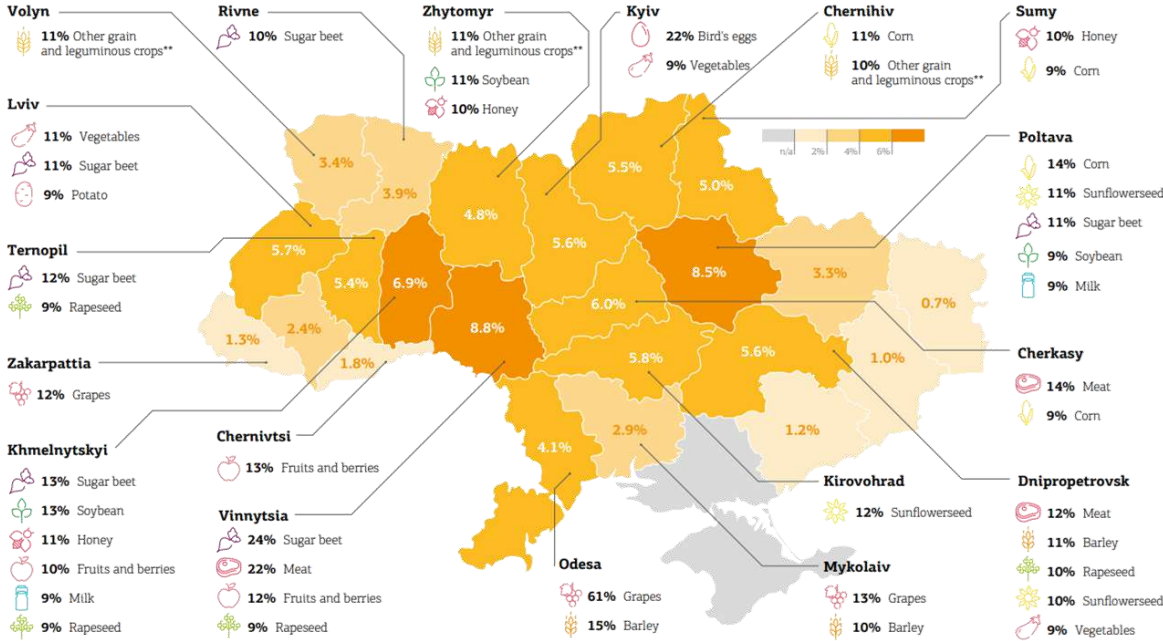 Volyn
11% Other grain
and leguminous crops**
Rivne
10% Sugar beet
Zhytomyr
11% Other grain
and leguminous crops**
11% Soybean
10% Honey
Kyiv
22% Bird's eggs
9% Vegetables
Chernihiv
11% Corn
10% Other grain
and leguminous crops**
Sumy
10% Honey
9% Corn
Lviv
11% Vegetables
11% Sugar beet
9% Potato
n/a
2%
4%
6%
Poltava
14% Corn
11% Sunflowerseed
11% Sugar beet
9% Soybean
9% Milk
3.4%
3.9%
4.8%
5.5%
5.0%
5.7%
5.4%
6.9%
5.6%
8.5%
3.3%
0.7%
1.3%
2.4%
1.8%
8.8%
6.0%
5.8%
5.6%
1.0%
4.1%
2.9%
1.2%
Ternopil
12% Sugar beet
9% Rapeseed
Zakarpattia
12% Grapes
Cherkasy
14% Meat
9% Corn
Khmelnytskyi
13% Sugar beet
13% Soybean
11% Honey
10% Fruits and berries
9% Milk
9% Rapeseed
Chernivtsi
13% Fruits and berries
Vinnytsia
24% Sugar beet
22% Meat
12% Fruits and berries
9% Rapeseed
Odesa
61% Grapes
15% Barley
Kirovohrad
12% Sunflowerseed
Mykolaiv
13% Grapes
10% Barley
Dnipropetrovsk
12% Meat
11% Barley
10% Rapeseed
10% Sunflowerseed
9% Vegetables